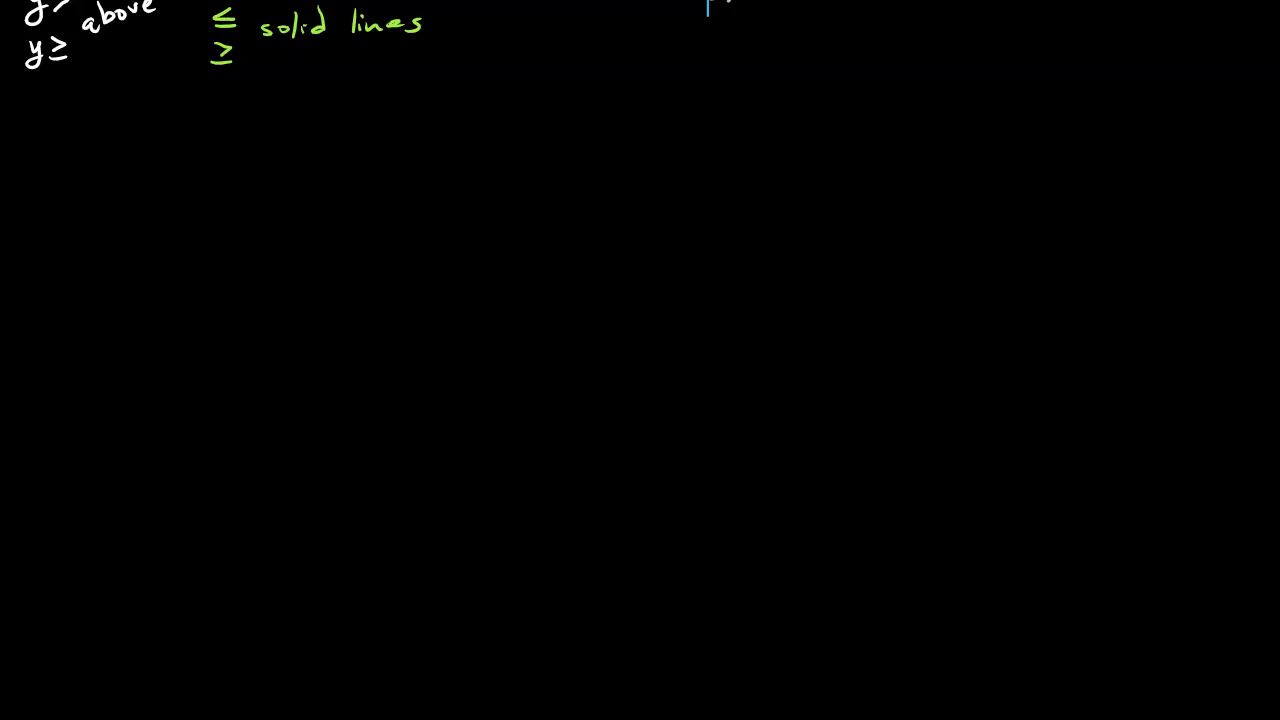 y> above
y≥
≤ solid lines
≥